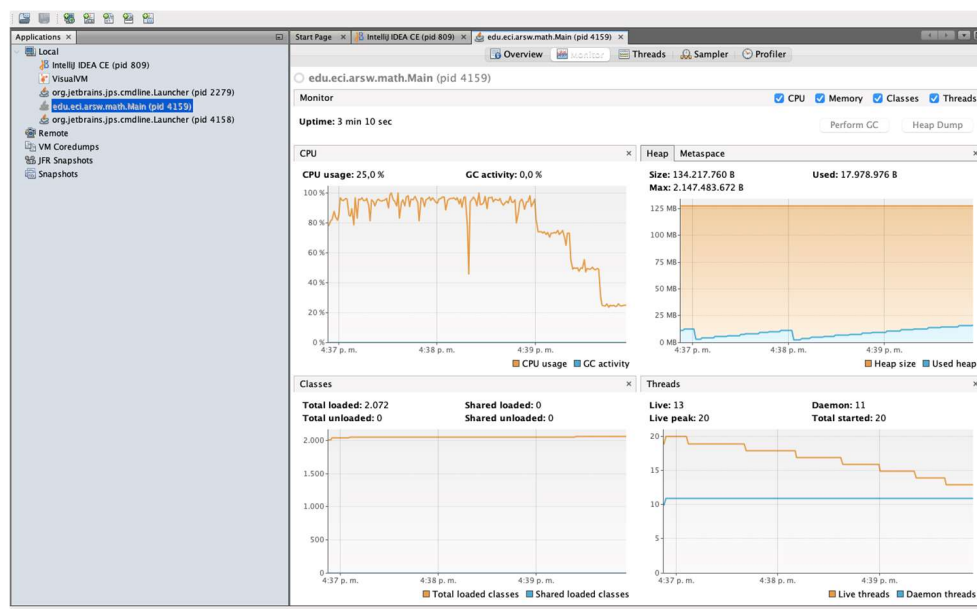 Applications ×
Local
IntelliJ IDEA CE (pid 809)
VisualVM
org.jetbrains.jps.cmdline.Launcher (pid 2279)
edu.eci.arsw.math.Main (pid 4159)
org.jetbrains.jps.cmdline.Launcher (pid 4158)
Remote
VM Coredumps
JFR Snapshots
Snapshots
Start Page × IntelliJ IDEA CE (pid 809) × edu.eci.arsw.math.Main (pid 4159) ×
Overview Monitor Threads Sampler Profiler
edu.eci.arsw.math.Main (pid 4159)
Monitor CPU Memory Classes Threads
Uptime: 3 min 10 sec Perform GC Heap Dump
CPU ×
CPU usage: 25,0 % GC activity: 0,0 %
100 %
80 %
60 %
40 %
20 %
0 %
4:37 p. m. 4:38 p. m. 4:39 p. m.
CPU usage GC activity
Heap Metaspace ×
Size: 134.217.760 B Used: 17.978.976 B
Max: 2.147.483.672 B
125 MB
100 MB
75 MB
50 MB
25 MB
0 MB
4:37 p. m. 4:38 p. m. 4:39 p. m.
Heap size Used heap
Classes ×
Total loaded: 2.072 Shared loaded: 0
Total unloaded: 0 Shared unloaded: 0
2.000
1.500
1.000
500
0
4:37 p. m. 4:38 p. m. 4:39 p. m.
Total loaded classes Shared loaded classes
Threads ×
Live: 13 Daemon: 11
Live peak: 20 Total started: 20
20
15
10
5
0
4:37 p. m. 4:38 p. m. 4:39 p. m.
Live threads Daemon threads